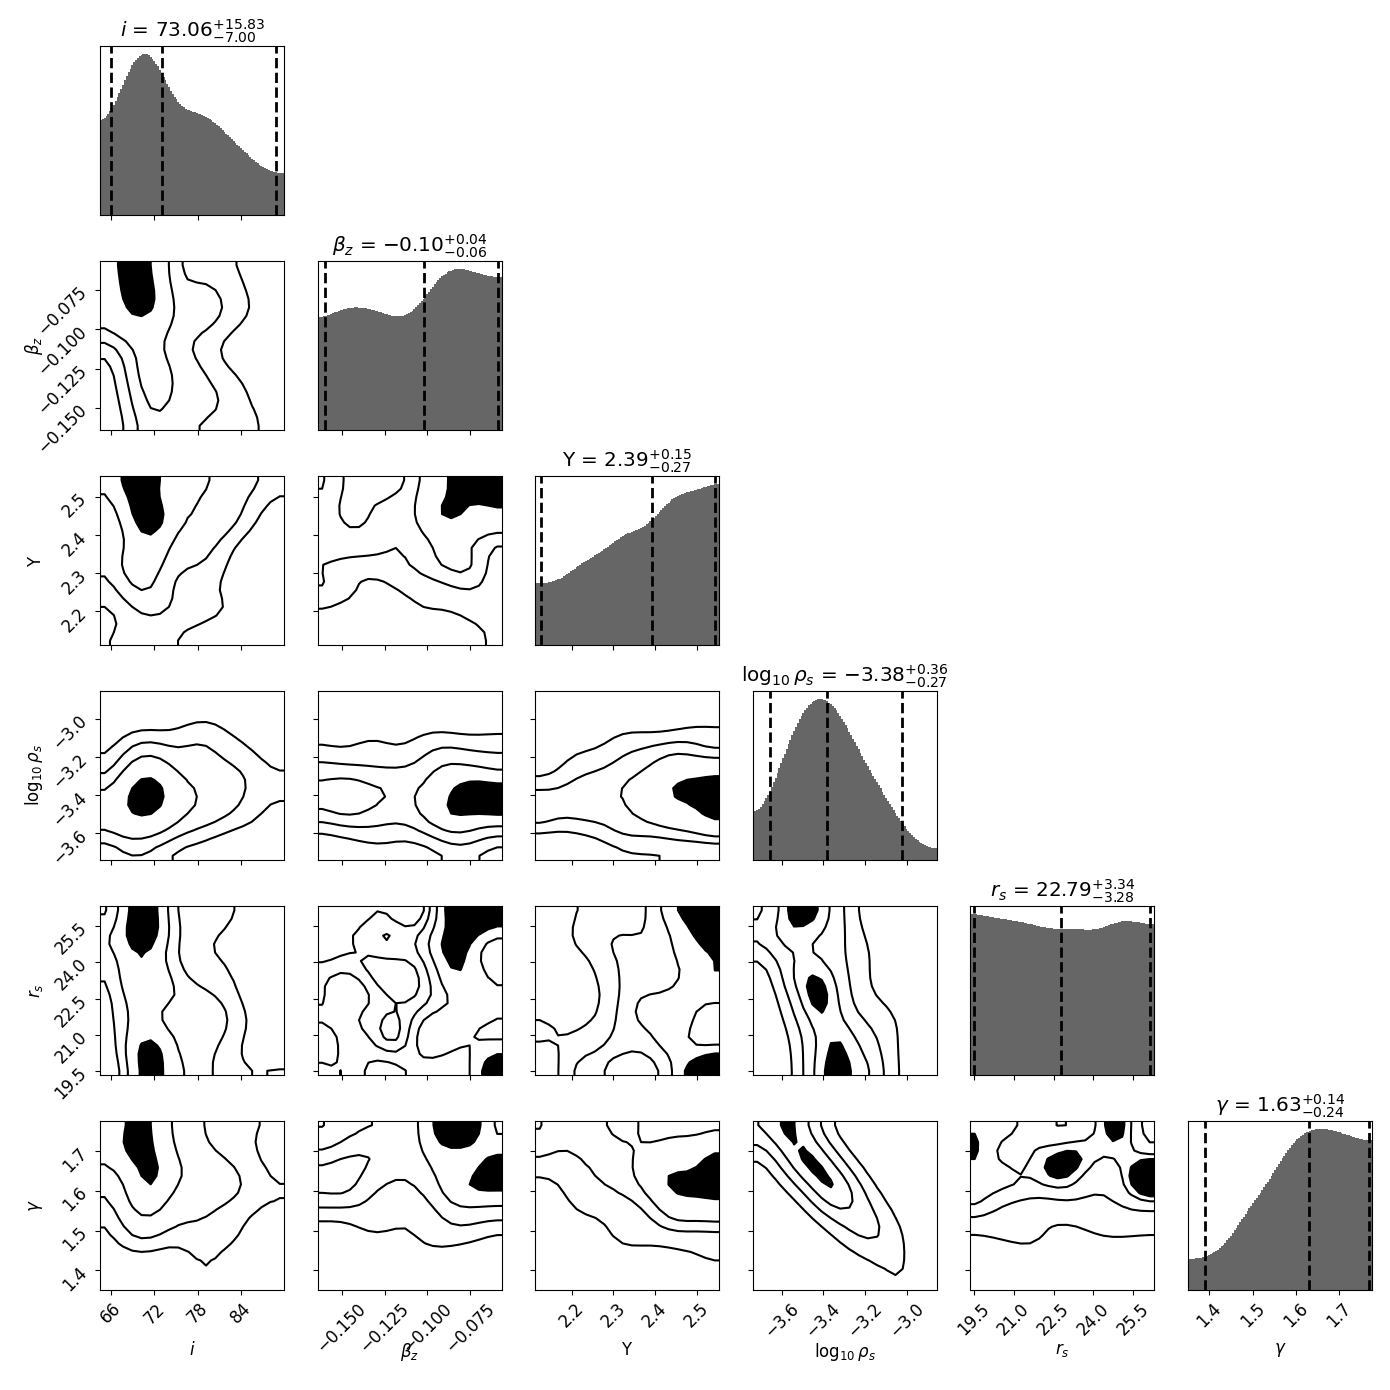 i = 73.06^{+15.83}_{−7.00}
β_z = −0.10^{+0.04}_{−0.06}
β_z
−0.075
−0.100
−0.125
−0.150
Y = 2.39^{+0.15}_{−0.27}
Y
2.5
2.4
2.3
2.2
log₁₀ ρ_s = −3.38^{+0.36}_{−0.27}
log₁₀ ρ_s
−3.0
−3.2
−3.4
−3.6
r_s = 22.79^{+3.34}_{−3.28}
r_s
25.5
24.0
22.5
21.0
19.5
γ = 1.63^{+0.14}_{−0.24}
γ
1.7
1.6
1.5
1.4
66 72 78 84 −0.150 −0.125 −0.100 −0.075 2.2 2.3 2.4 2.5 −3.6 −3.4 −3.2 −3.0 19.5 21.0 22.5 24.0 25.5 1.4 1.5 1.6 1.7
i β_z Y log₁₀ ρ_s r_s γ